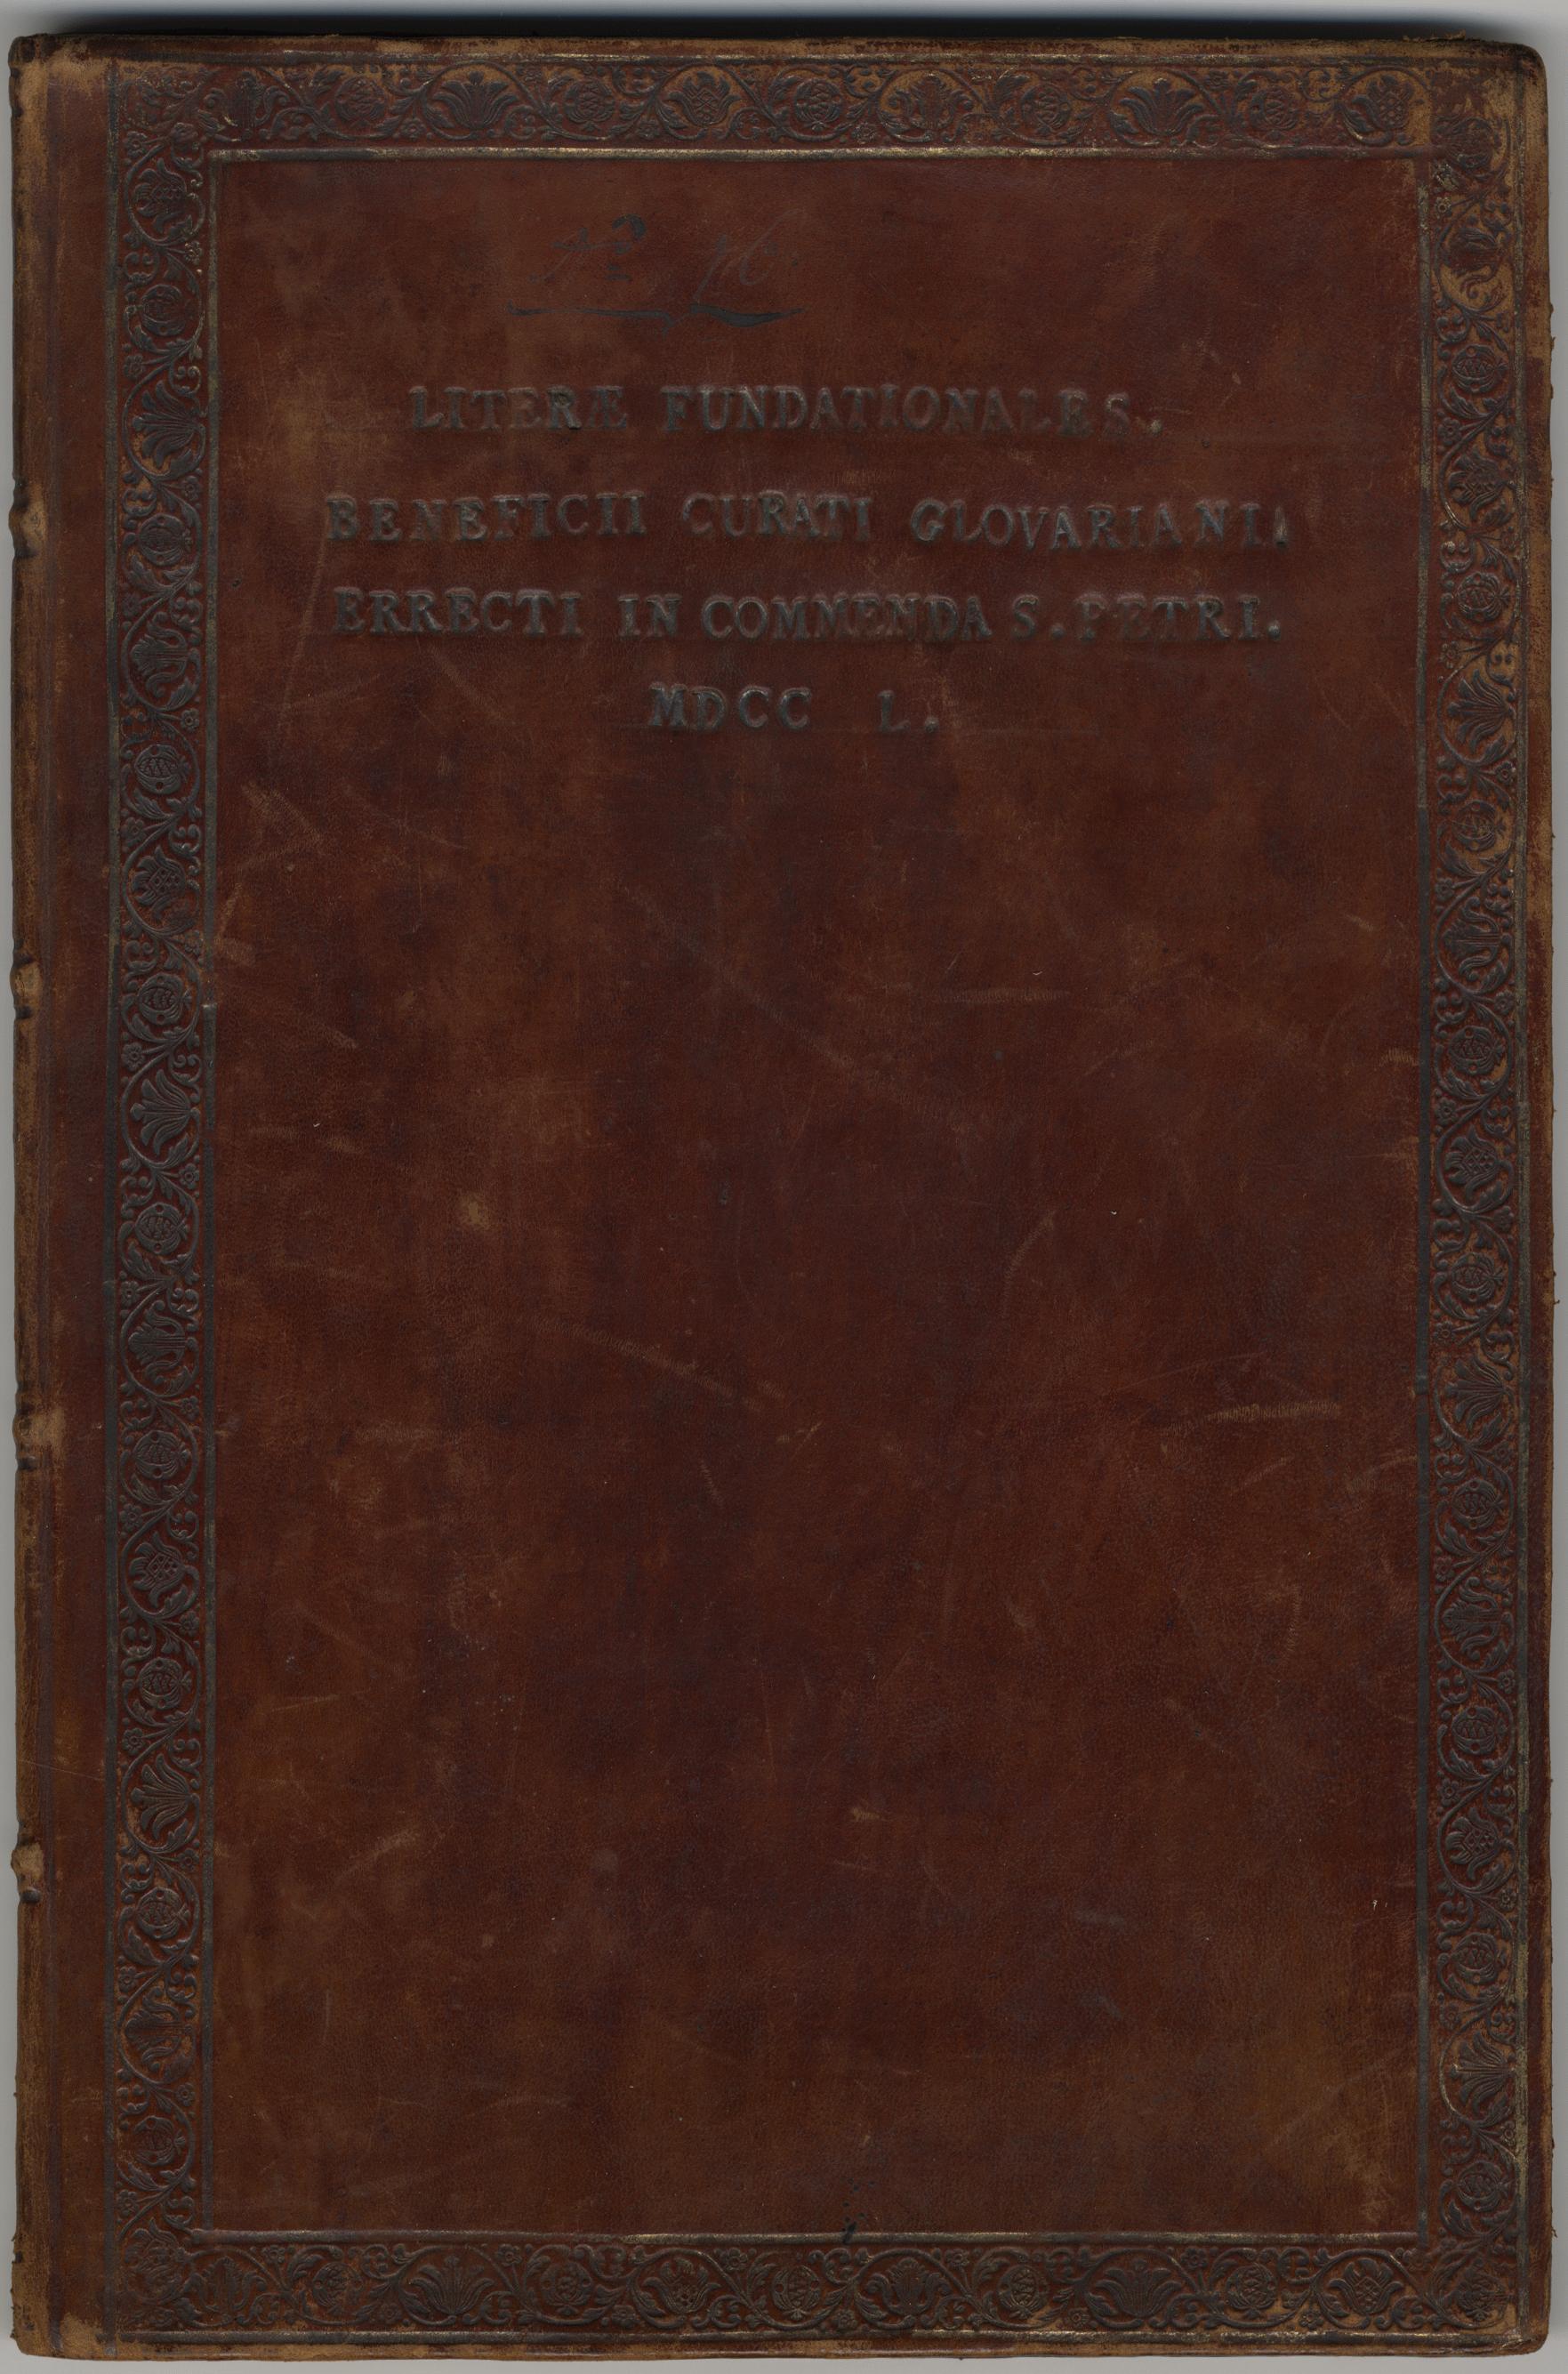 LITERÆ FUNDATIONALES.
BENEFICII CURATI GLOVARIANI.
ERRECTI IN COMMENDA S. PETRI.
MDCC L.